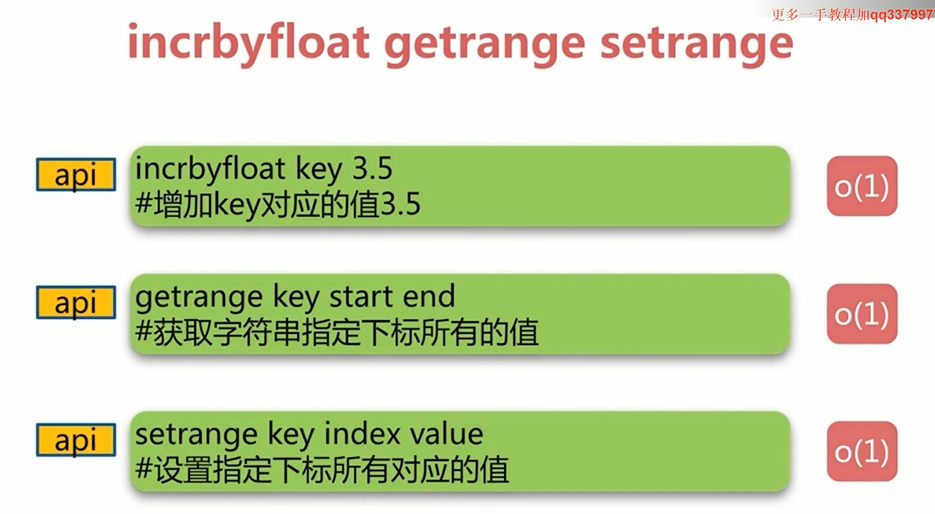 更多一手教程加qq337997
incrbyfloat getrange setrange
api
incrbyfloat key 3.5
#增加key对应的值3.5
o(1)
api
getrange key start end
#获取字符串指定下标所有的值
o(1)
api
setrange key index value
#设置指定下标所有对应的值
o(1)